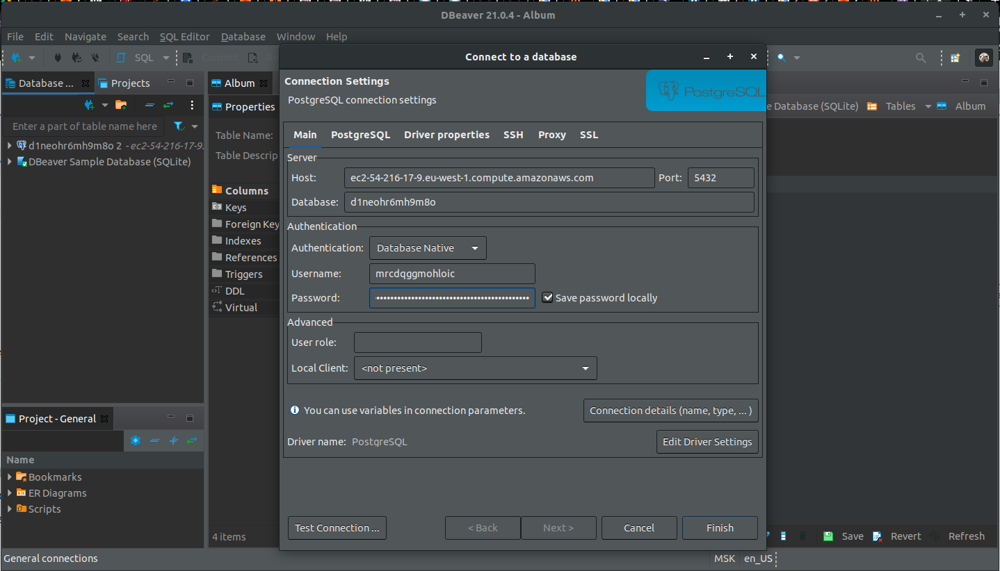 DBeaver 21.0.4 - Album
File Edit Navigate Search SQL Editor Database Window Help
SQL Commit
Database ... Projects
Enter a part of table name here
d1neohr6mh9m8o 2 - ec2-54-216-17-9.
DBeaver Sample Database (SQLite)
Project - General
Name
Bookmarks
ER Diagrams
Scripts
General connections
Album
Properties
e Database (SQLite) Tables Album
Table Name:
Table Descrip
Columns
Keys
Foreign Key
Indexes
References
Triggers
DDL
Virtual
4 items
Save Revert Refresh
MSK en_US
Connect to a database
Connection Settings
PostgreSQL connection settings
PostgreSQL
Main PostgreSQL Driver properties SSH Proxy SSL
Server
Host: ec2-54-216-17-9.eu-west-1.compute.amazonaws.com Port: 5432
Database: d1neohr6mh9m8o
Authentication
Authentication: Database Native
Username: mrcdqggmohloic
Password: Save password locally
Advanced
User role:
Local Client: <not present>
You can use variables in connection parameters. Connection details (name, type, ... )
Driver name: PostgreSQL Edit Driver Settings
Test Connection ... < Back Next > Cancel Finish